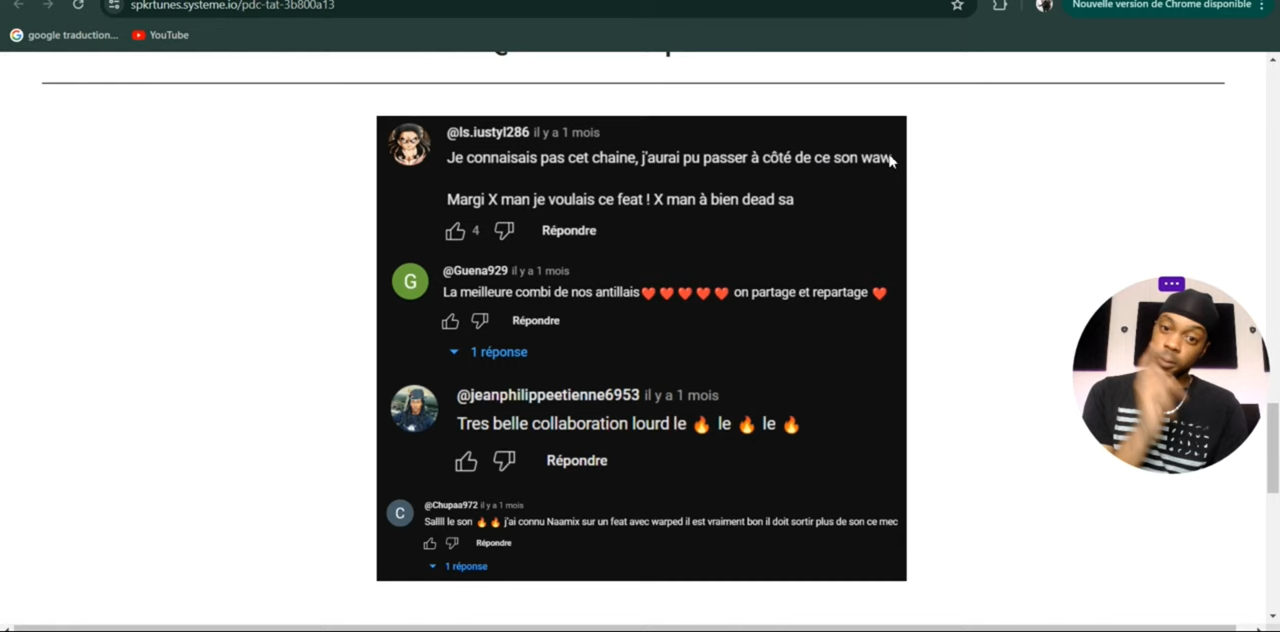 spkrtunes.systeme.io/pdc-tat-3b800a13
Nouvelle version de Chrome disponible
google traduction...
YouTube
@ls.iustyl286 il y a 1 mois
Je connaisais pas cet chaine, j'aurai pu passer à côté de ce son waw
Margi X man je voulais ce feat ! X man à bien dead sa
4 Répondre
G
@Guena929 il y a 1 mois
La meilleure combi de nos antillais❤️❤️❤️❤️❤️ on partage et repartage ❤️
Répondre
1 réponse
@jeanphilippeetienne6953 il y a 1 mois
Tres belle collaboration lourd le 🔥 le 🔥 le 🔥
Répondre
C
@Chupaa972 il y a 1 mois
Sallll le son 🔥🔥 j'ai connu Naamix sur un feat avec warped il est vraiment bon il doit sortir plus de son ce mec
Répondre
1 réponse